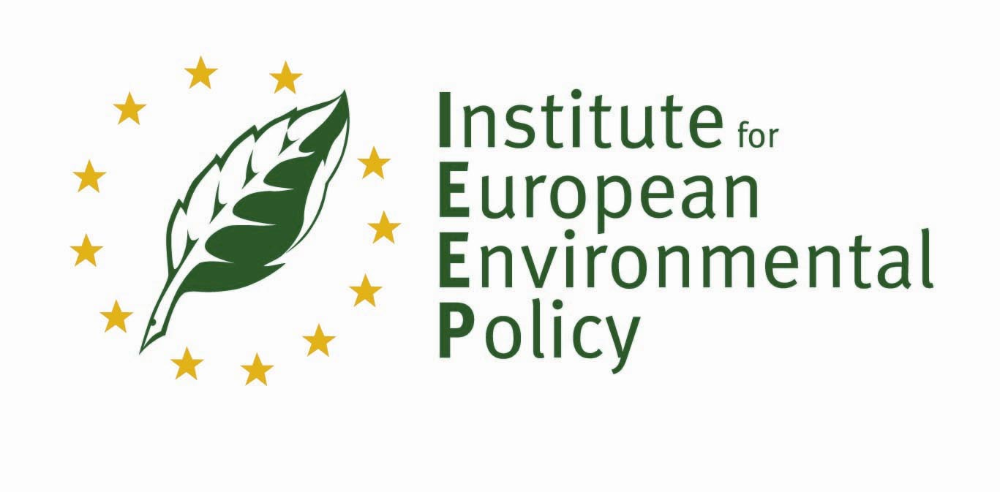 Institute for
European
Environmental
Policy